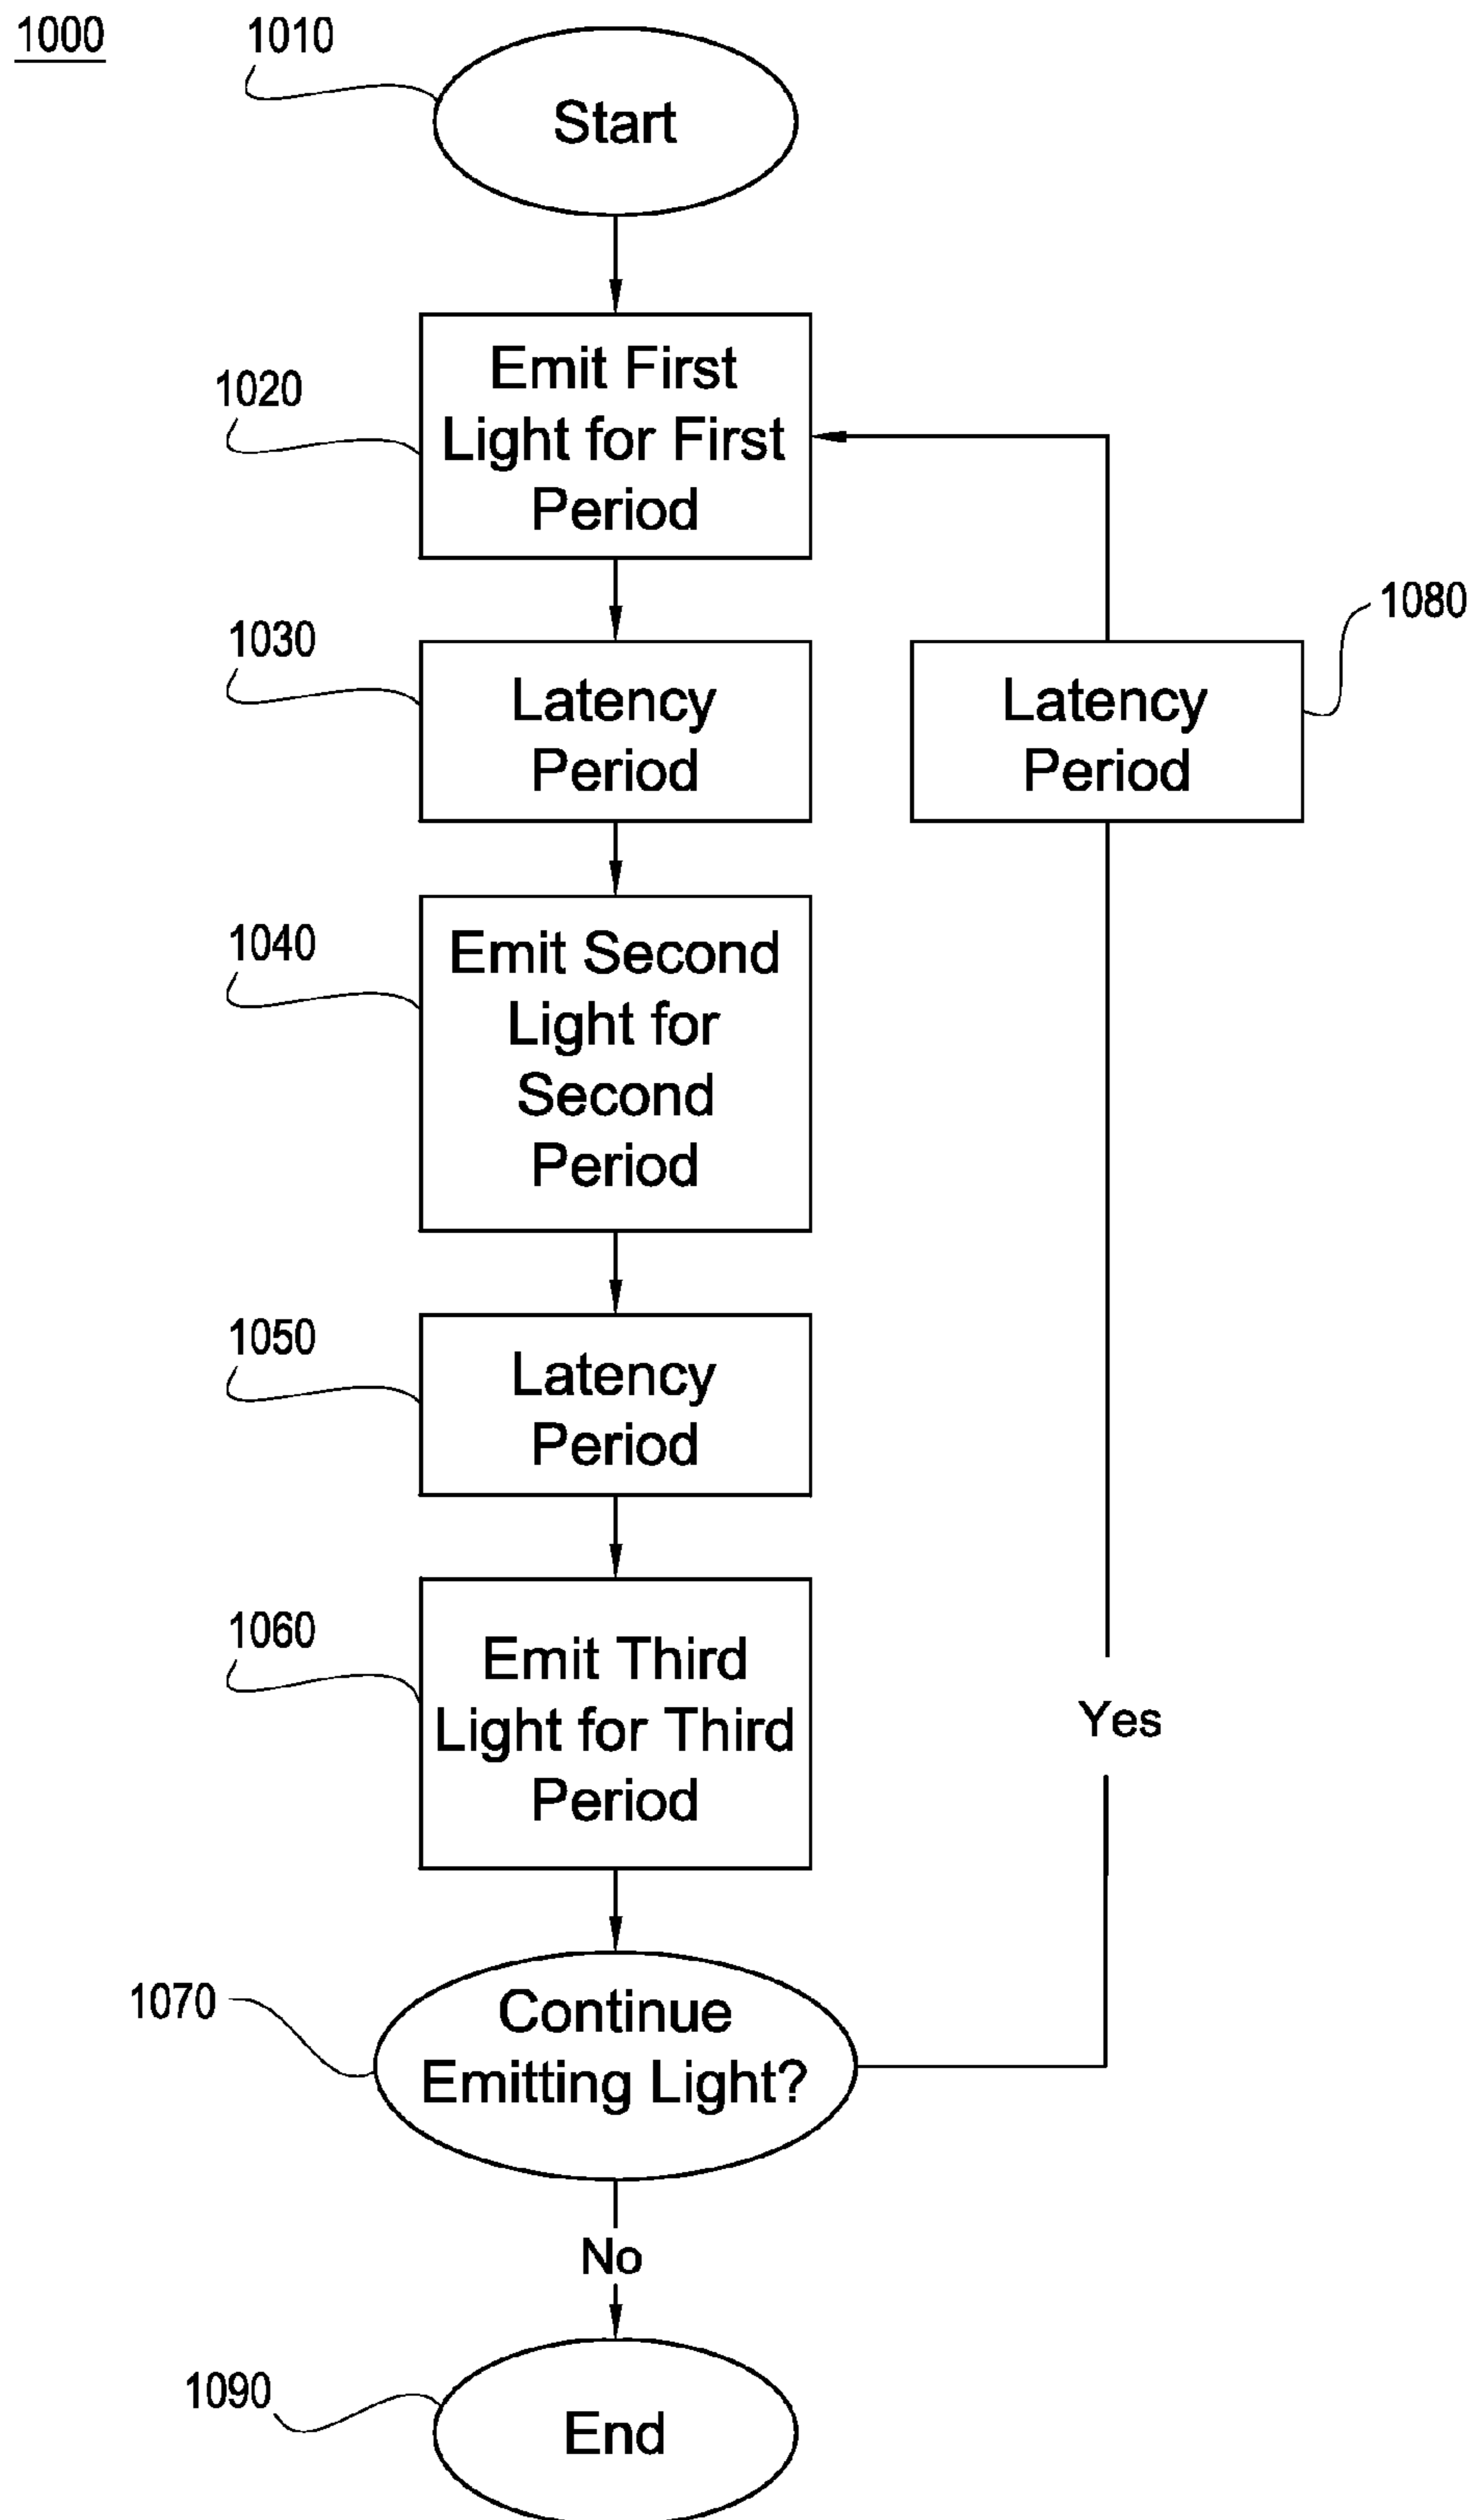 1000
1010
Start
1020
Emit First
Light for First
Period
1030
Latency
Period
1080
Latency
Period
1040
Emit Second
Light for
Second
Period
1050
Latency
Period
1060
Emit Third
Light for Third
Period
Yes
1070
Continue
Emitting Light?
No
1090
End